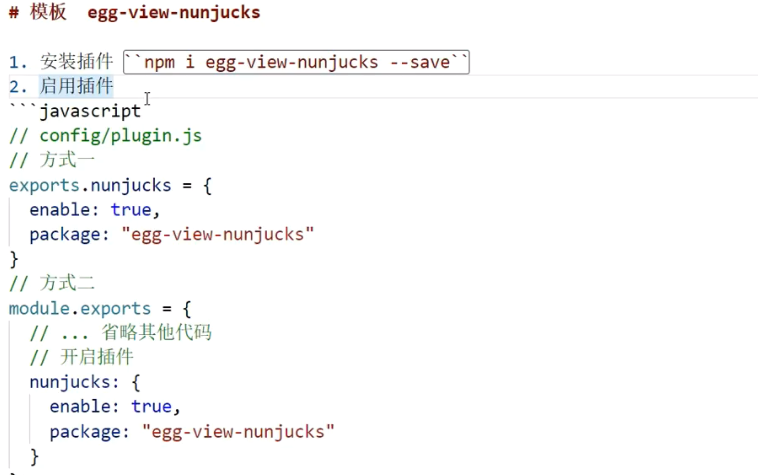 # 模板  egg-view-nunjucks
1. 安装插件 ``npm i egg-view-nunjucks --save``
2. 启用插件
```javascript
// config/plugin.js
// 方式一
exports.nunjucks = {
  enable: true,
  package: "egg-view-nunjucks"
}
// 方式二
module.exports = {
  // ... 省略其他代码
  // 开启插件
  nunjucks: {
    enable: true,
    package: "egg-view-nunjucks"
  }